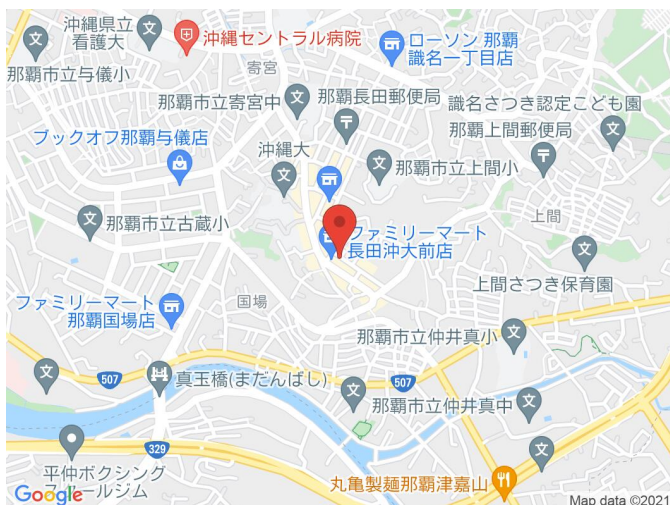 沖縄県立
看護大
沖縄セントラル病院
ローソン 那覇
識名一丁目店
那覇市立与儀小
寄宮
那覇市立寄宮中
那覇長田郵便局
識名さつき認定こども園
那覇上間郵便局
ブックオフ那覇与儀店
沖縄大
那覇市立上間小
那覇市立古蔵小
上間
ファミリーマート
長田沖大前店
上間さつき保育園
ファミリーマート
那覇国場店
国場
那覇市立仲井真小
507
真玉橋(まだんばし)
507
那覇市立仲井真中
329
平仲ボクシング
スクールジム
丸亀製麺那覇津嘉山
Google
Map data ©2021